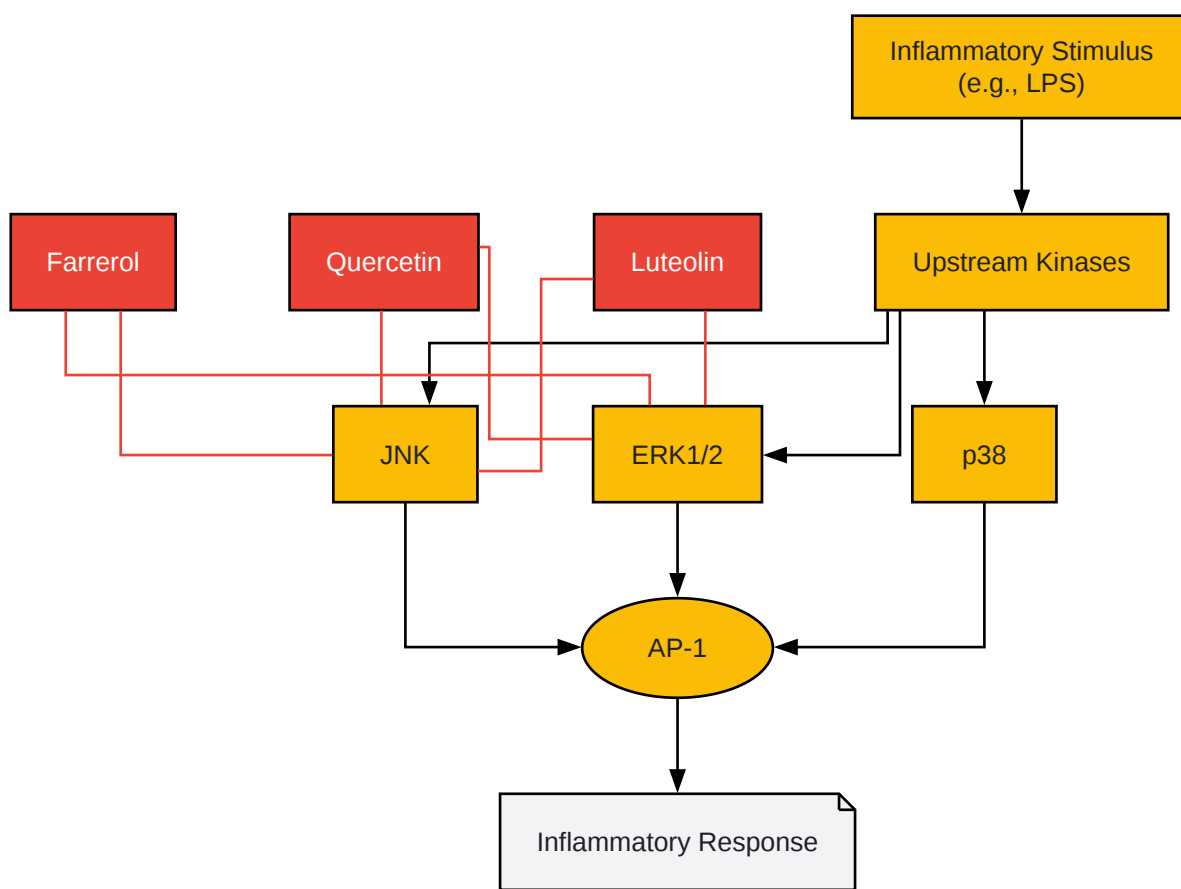 Inflammatory Stimulus
(e.g., LPS)
Farrerol
Quercetin
Luteolin
Upstream Kinases
JNK
ERK1/2
p38
AP-1
Inflammatory Response